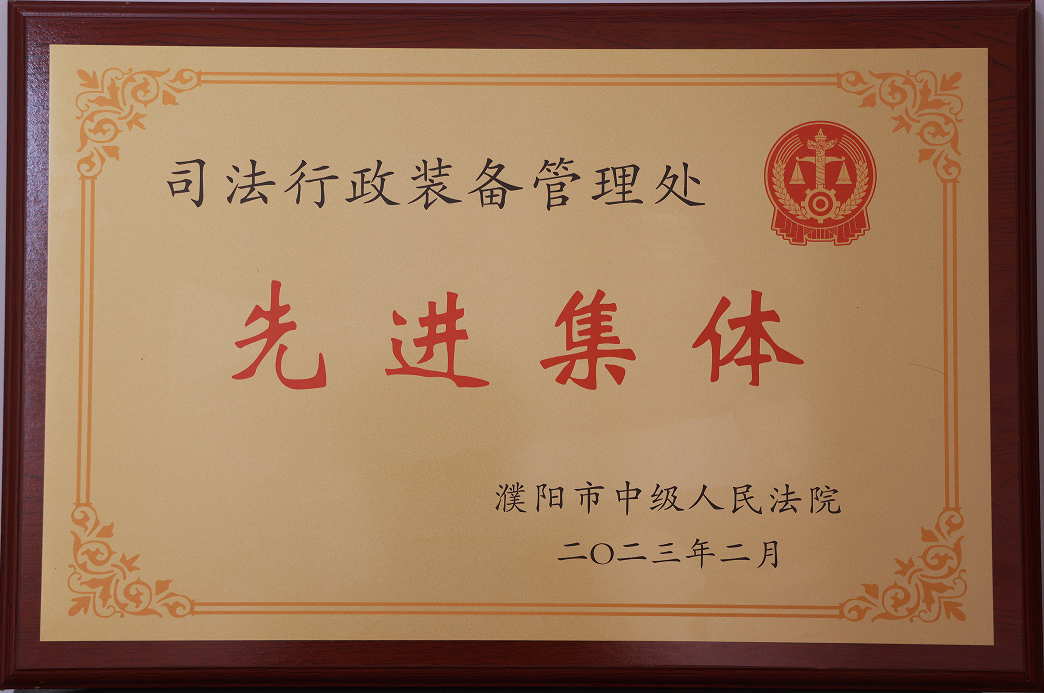 司法行政装备管理处
先进集体
濮阳市中级人民法院
二〇二三年二月